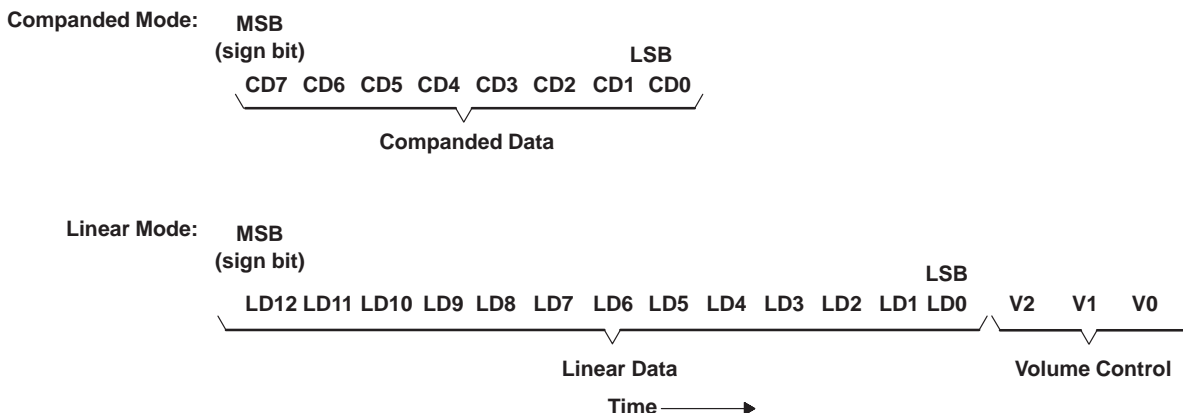 Companded Mode: MSB
(sign bit) LSB
CD7 CD6 CD5 CD4 CD3 CD2 CD1 CD0
Companded Data
Linear Mode: MSB
(sign bit)
LSB
LD12 LD11 LD10 LD9 LD8 LD7 LD6 LD5 LD4 LD3 LD2 LD1 LD0 V2 V1 V0
Linear Data Volume Control
Time